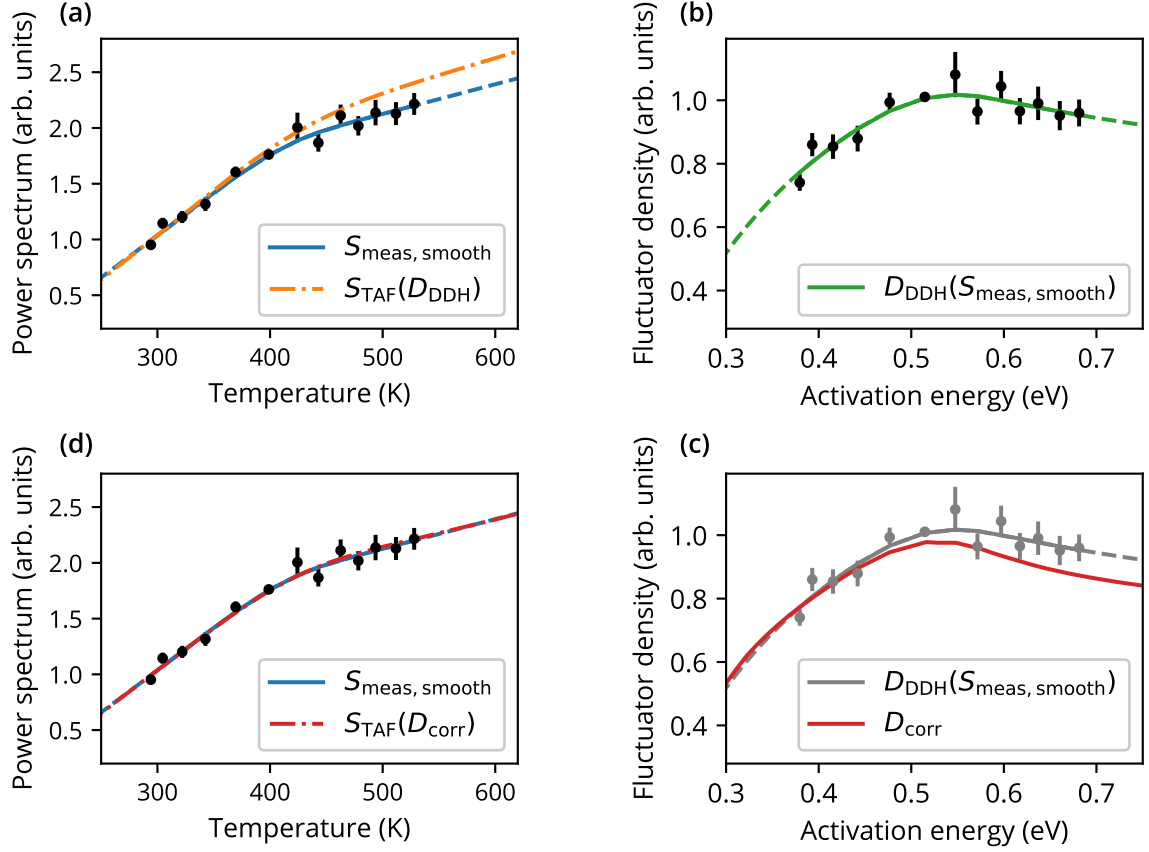 (a)
Power spectrum (arb. units)
2.5
2.0
1.5
1.0
0.5
S_meas, smooth
S_TAF(D_DDH)
300
400
500
600
Temperature (K)
(b)
Fluctuator density (arb. units)
1.0
0.8
0.6
0.4
D_DDH(S_meas, smooth)
0.3
0.4
0.5
0.6
0.7
Activation energy (eV)
(d)
Power spectrum (arb. units)
2.5
2.0
1.5
1.0
0.5
S_meas, smooth
S_TAF(D_corr)
300
400
500
600
Temperature (K)
(c)
Fluctuator density (arb. units)
1.0
0.8
0.6
0.4
D_DDH(S_meas, smooth)
D_corr
0.3
0.4
0.5
0.6
0.7
Activation energy (eV)